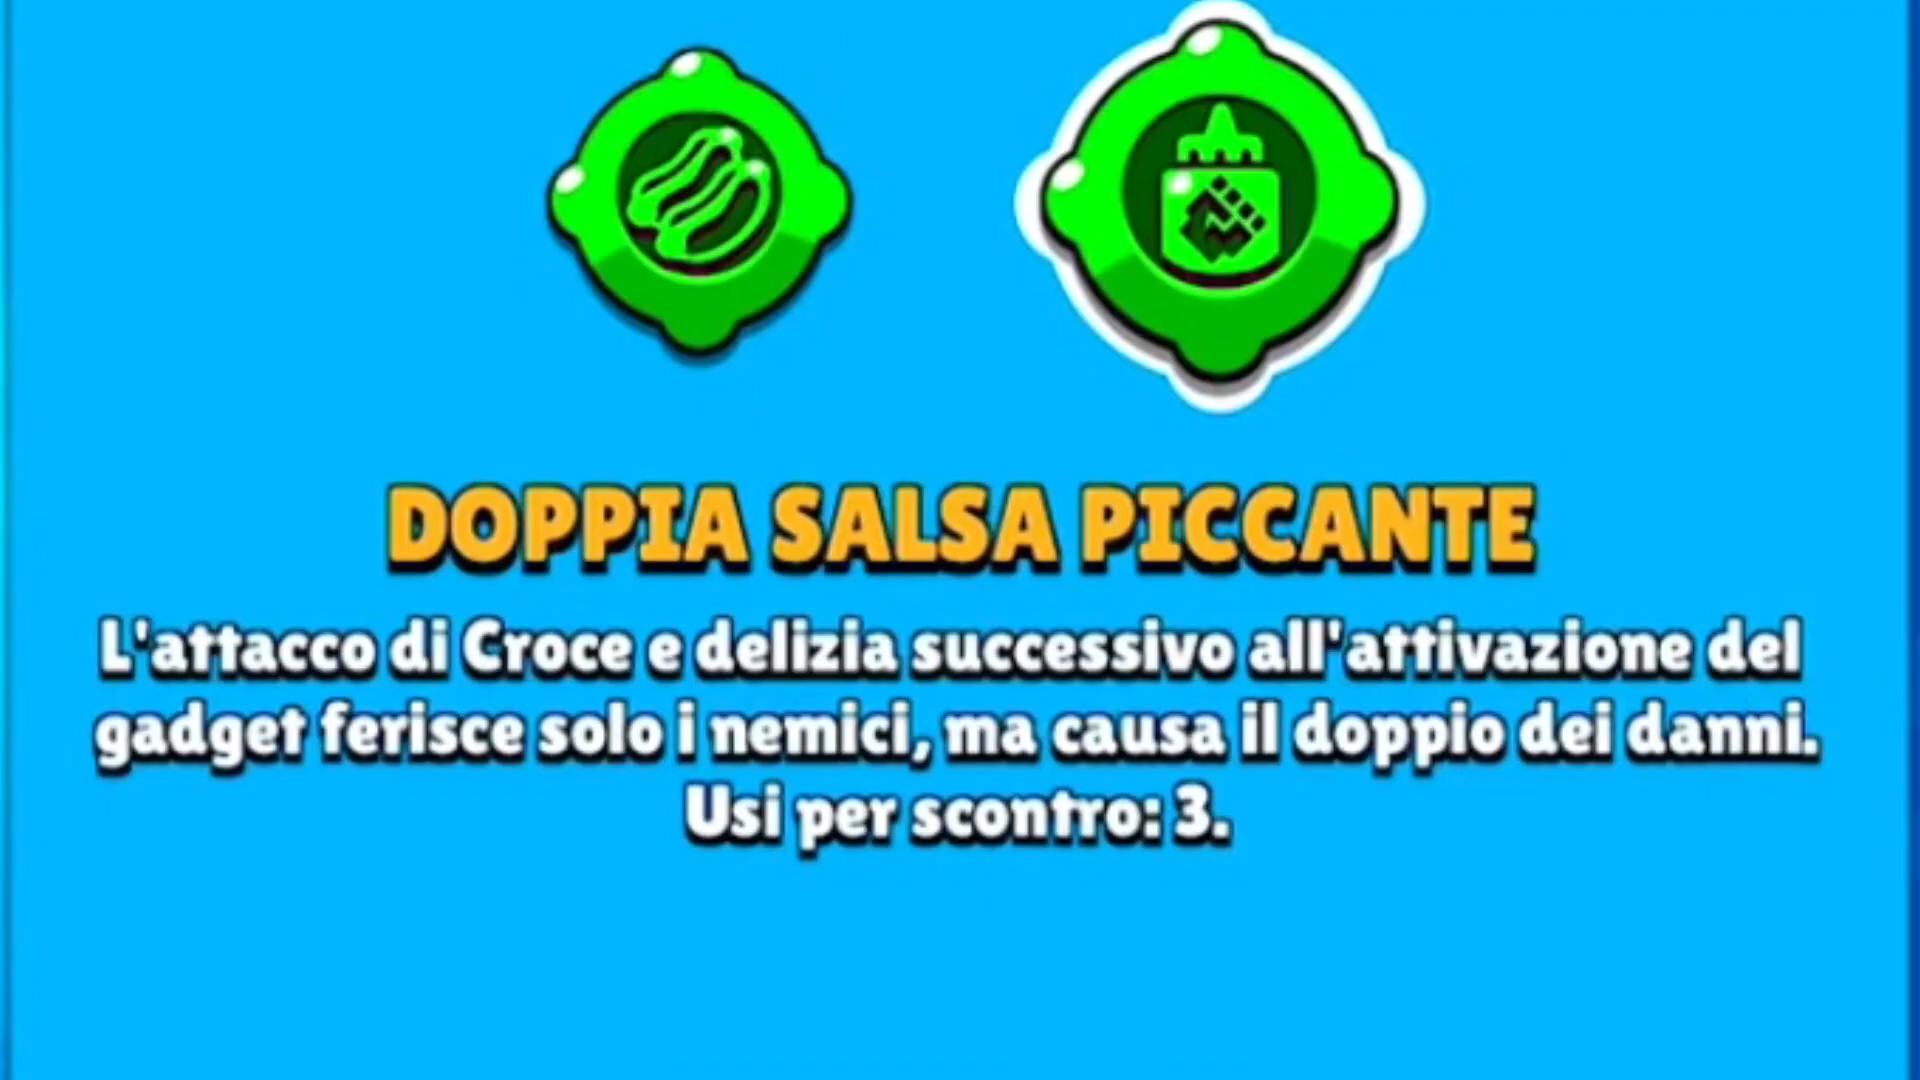 DOPPIA SALSA PICCANTE
L'attacco di Croce e delizia successivo all'attivazione del
gadget ferisce solo i nemici, ma causa il doppio dei danni.
Usi per scontro: 3.